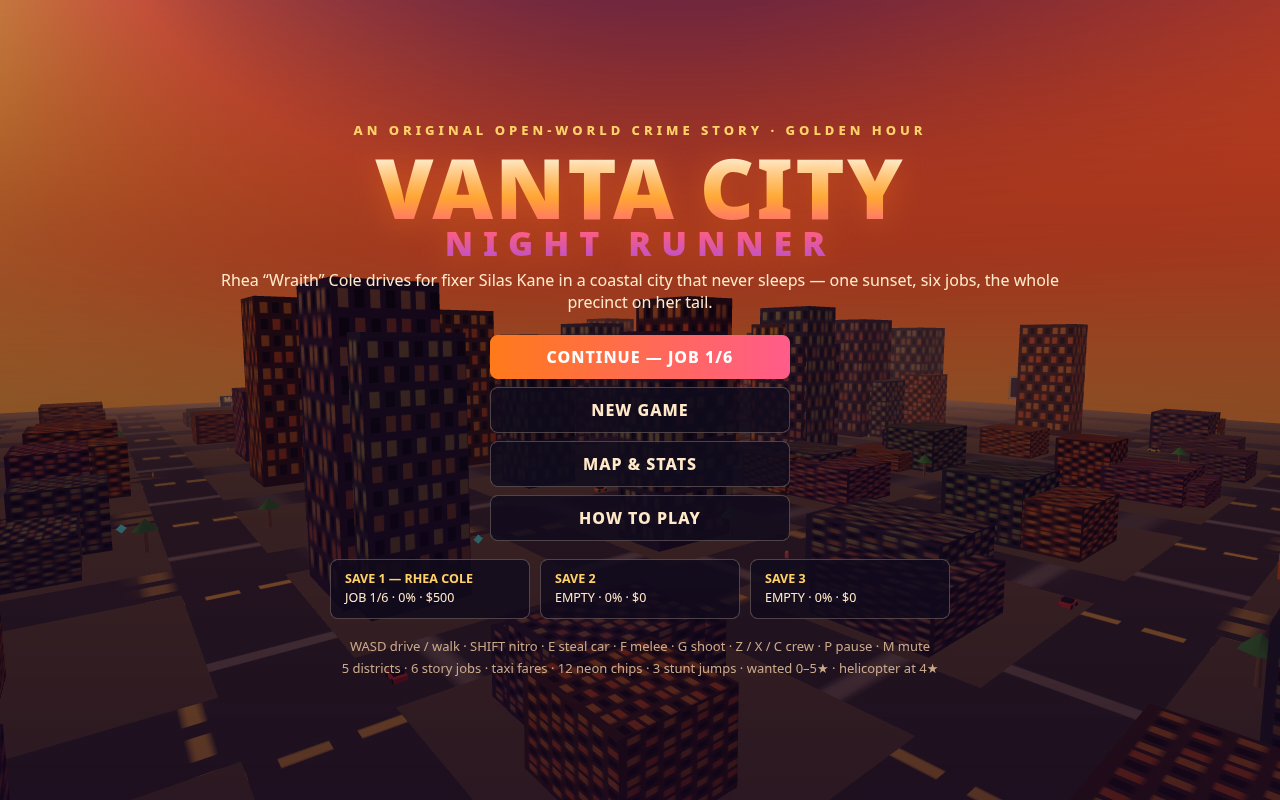 AN ORIGINAL OPEN-WORLD CRIME STORY · GOLDEN HOUR
VANTA CITY
NIGHT RUNNER
Rhea “Wraith” Cole drives for fixer Silas Kane in a coastal city that never sleeps — one sunset, six jobs, the whole
precinct on her tail.
CONTINUE — JOB 1/6
NEW GAME
MAP & STATS
HOW TO PLAY
SAVE 1 — RHEA COLE
JOB 1/6 · 0% · $500
SAVE 2
EMPTY · 0% · $0
SAVE 3
EMPTY · 0% · $0
WASD drive / walk · SHIFT nitro · E steal car · F melee · G shoot · Z / X / C crew · P pause · M mute
5 districts · 6 story jobs · taxi fares · 12 neon chips · 3 stunt jumps · wanted 0–5★ · helicopter at 4★